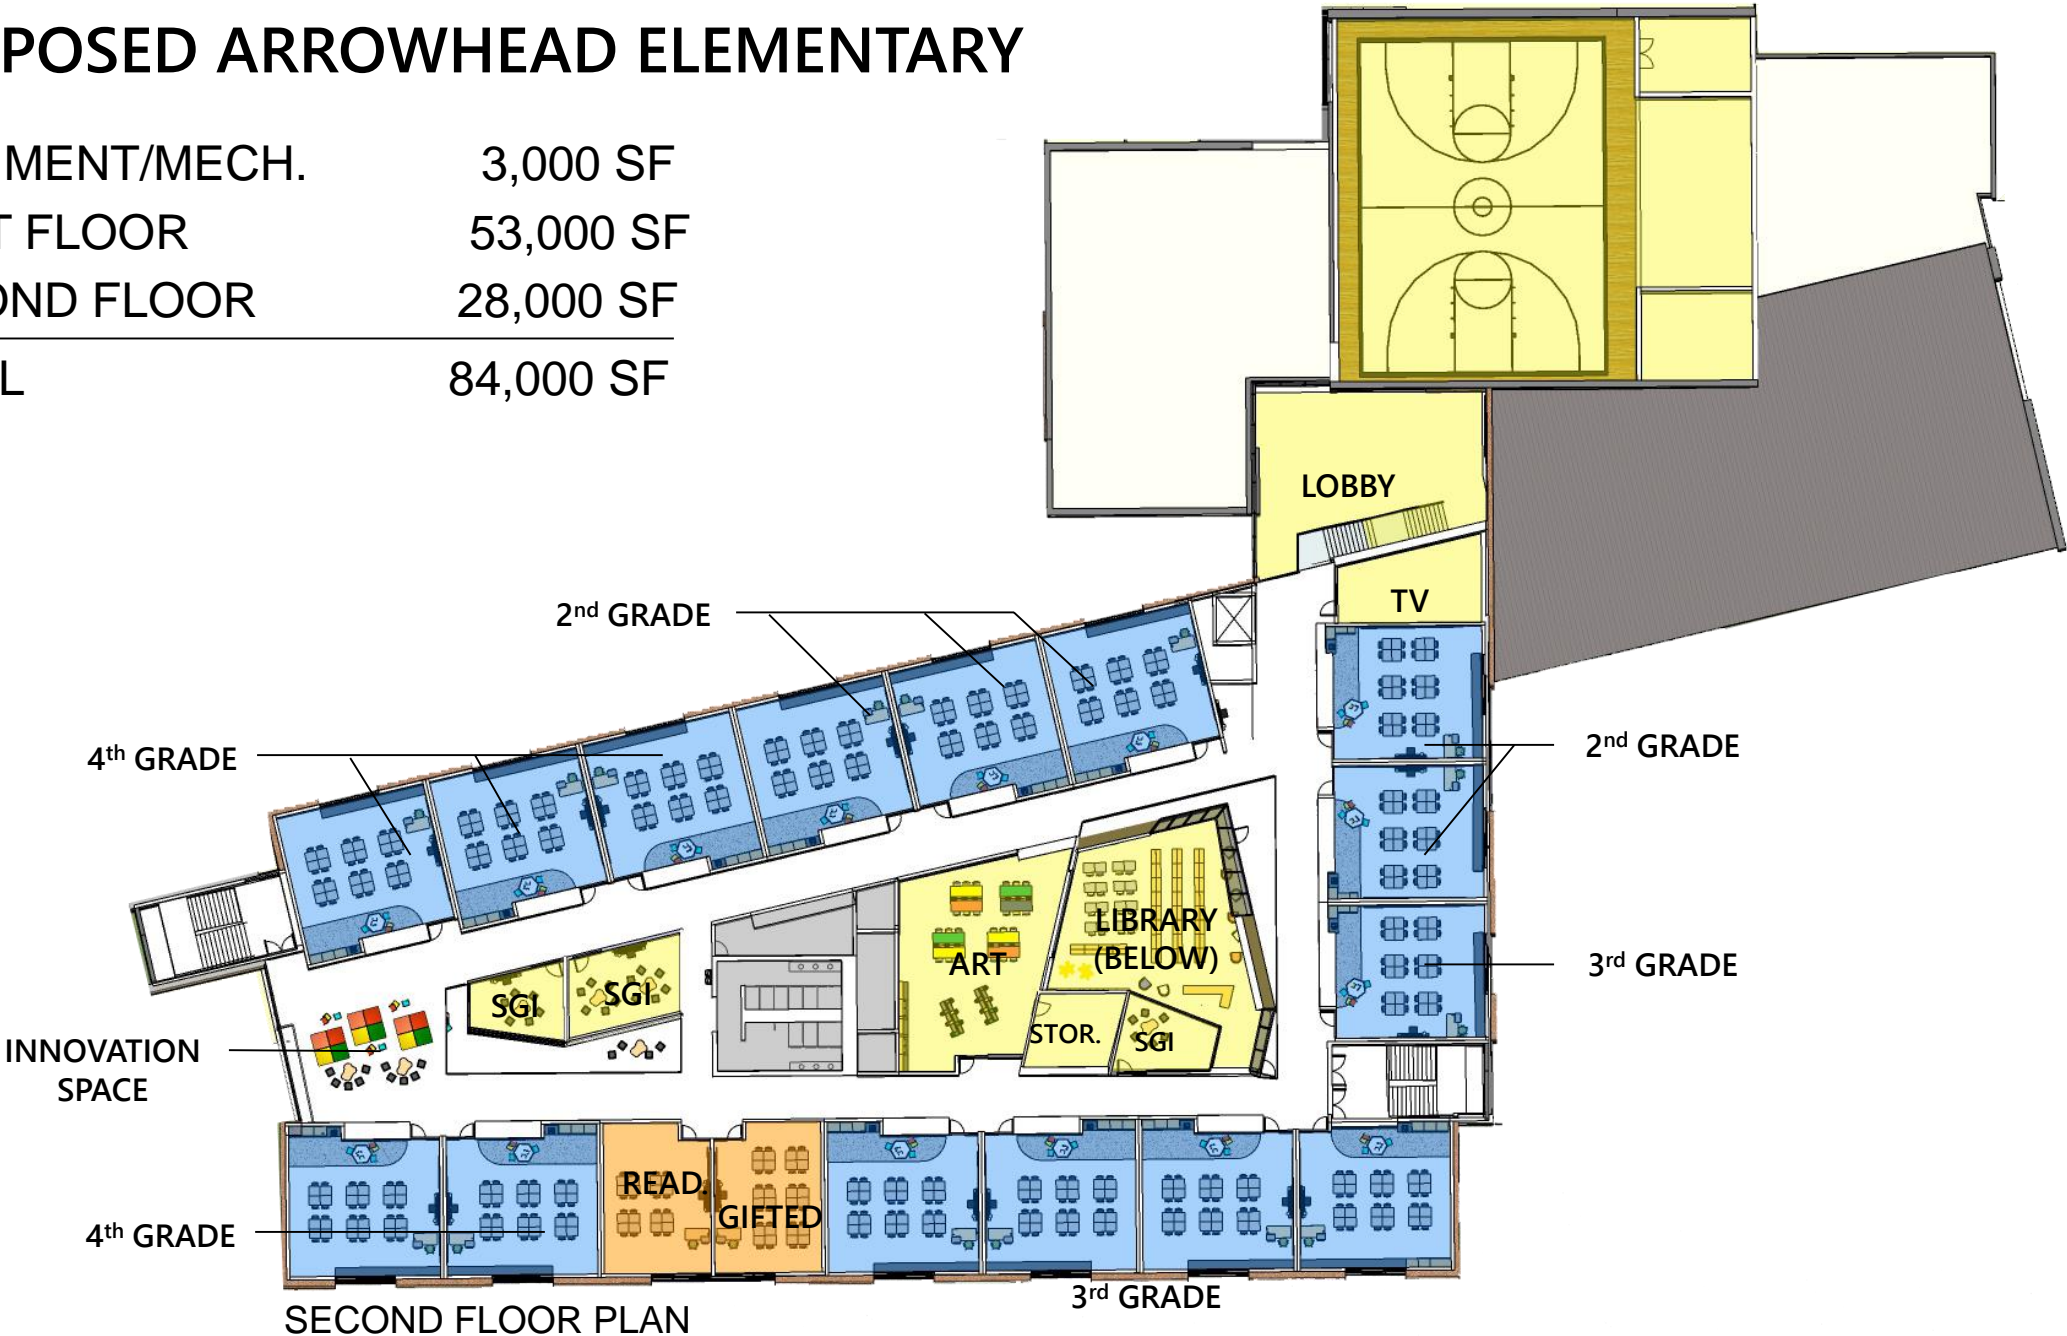 POSED ARROWHEAD ELEMENTARY
MENT/MECH. 3,000 SF
T FLOOR 53,000 SF
OND FLOOR 28,000 SF
L 84,000 SF
LOBBY
TV
2nd GRADE
4th GRADE
2nd GRADE
LIBRARY
(BELOW)
ART
3rd GRADE
SGI
SGI
STOR.
SGI
INNOVATION
SPACE
READ.
GIFTED
4th GRADE
3rd GRADE
SECOND FLOOR PLAN